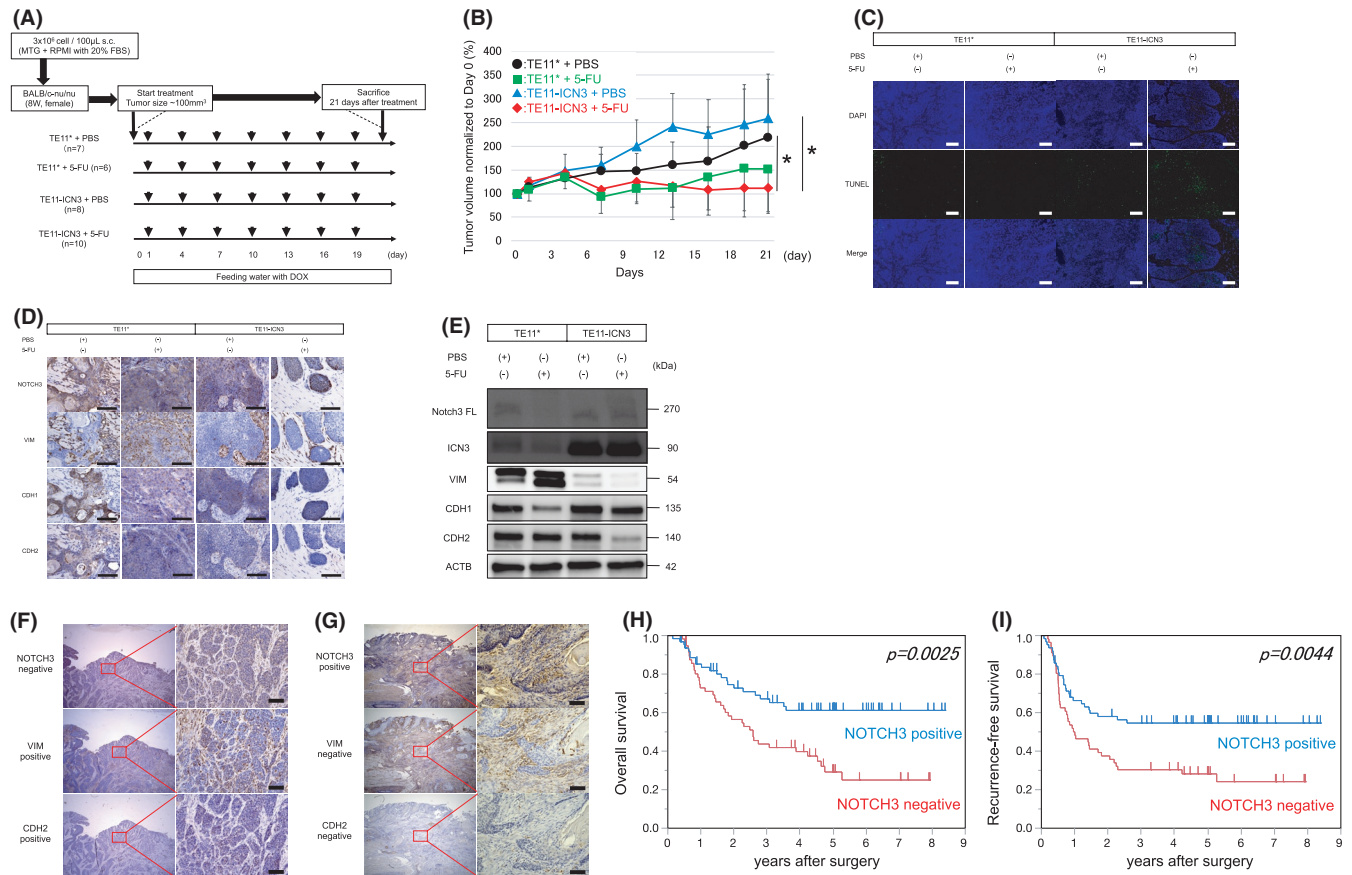 (A)
3x10⁶ cell / 100μL s.c.
(MTG + RPMI with 20% FBS)
BALB/c-nu/nu
(8W, female)
Start treatment
Tumor size ~100mm³
Sacrifice
21 days after treatment
TE11* + PBS
(n=7)
TE11* + 5-FU (n=6)
TE11-ICN3 + PBS
(n=8)
TE11-ICN3 + 5-FU
(n=10)
0 1 4 7 10 13 16 19 (day)
Feeding water with DOX
(B)
Tumor volume normalized to Day 0 (%)
400
350
300
250
200
150
100
50
0
:TE11* + PBS
:TE11* + 5-FU
:TE11-ICN3 + PBS
:TE11-ICN3 + 5-FU
* *
0 3 6 9 12 15 18 21 (day)
Days
(C)
TE11* TE11-ICN3
PBS (+) (-) (+) (-)
5-FU (-) (+) (-) (+)
DAPI
TUNEL
Merge
(D)
TE11* TE11-ICN3
PBS (+) (-) (+) (-)
5-FU (-) (+) (-) (+)
NOTCH3
VIM
CDH1
CDH2
(E)
TE11* TE11-ICN3
PBS (+) (-) (+) (-)
5-FU (-) (+) (-) (+) (kDa)
Notch3 FL 270
ICN3 90
VIM 54
CDH1 135
CDH2 140
ACTB 42
(F)
NOTCH3
negative
VIM
positive
CDH2
positive
(G)
NOTCH3
positive
VIM
negative
CDH2
negative
(H)
Overall survival
1.0
0.8
0.6
0.4
0.2
0.0
p=0.0025
NOTCH3 positive
NOTCH3 negative
0 1 2 3 4 5 6 7 8 9
years after surgery
(I)
Recurrence-free survival
1.0
0.8
0.6
0.4
0.2
0.0
p=0.0044
NOTCH3 positive
NOTCH3 negative
0 1 2 3 4 5 6 7 8 9
years after surgery